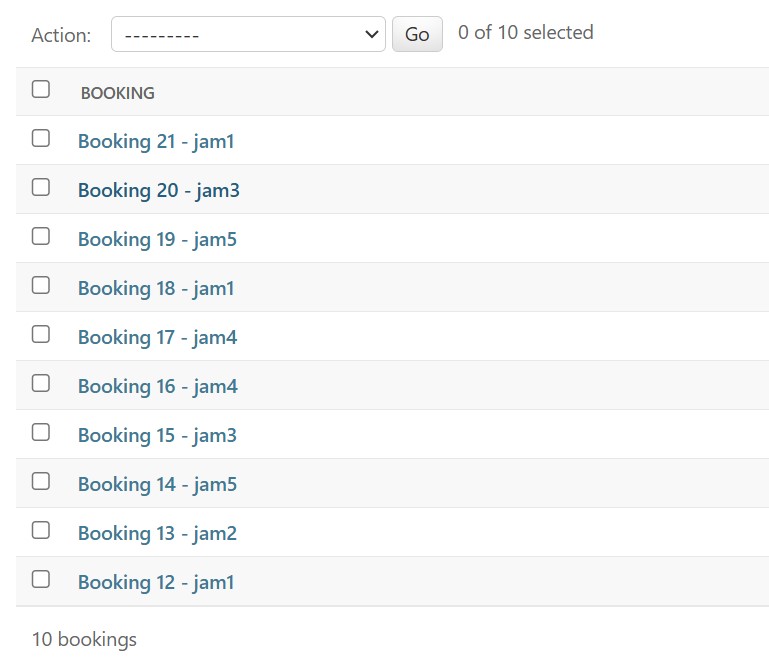 Action: --------- Go 0 of 10 selected
BOOKING
Booking 21 - jam1
Booking 20 - jam3
Booking 19 - jam5
Booking 18 - jam1
Booking 17 - jam4
Booking 16 - jam4
Booking 15 - jam3
Booking 14 - jam5
Booking 13 - jam2
Booking 12 - jam1
10 bookings